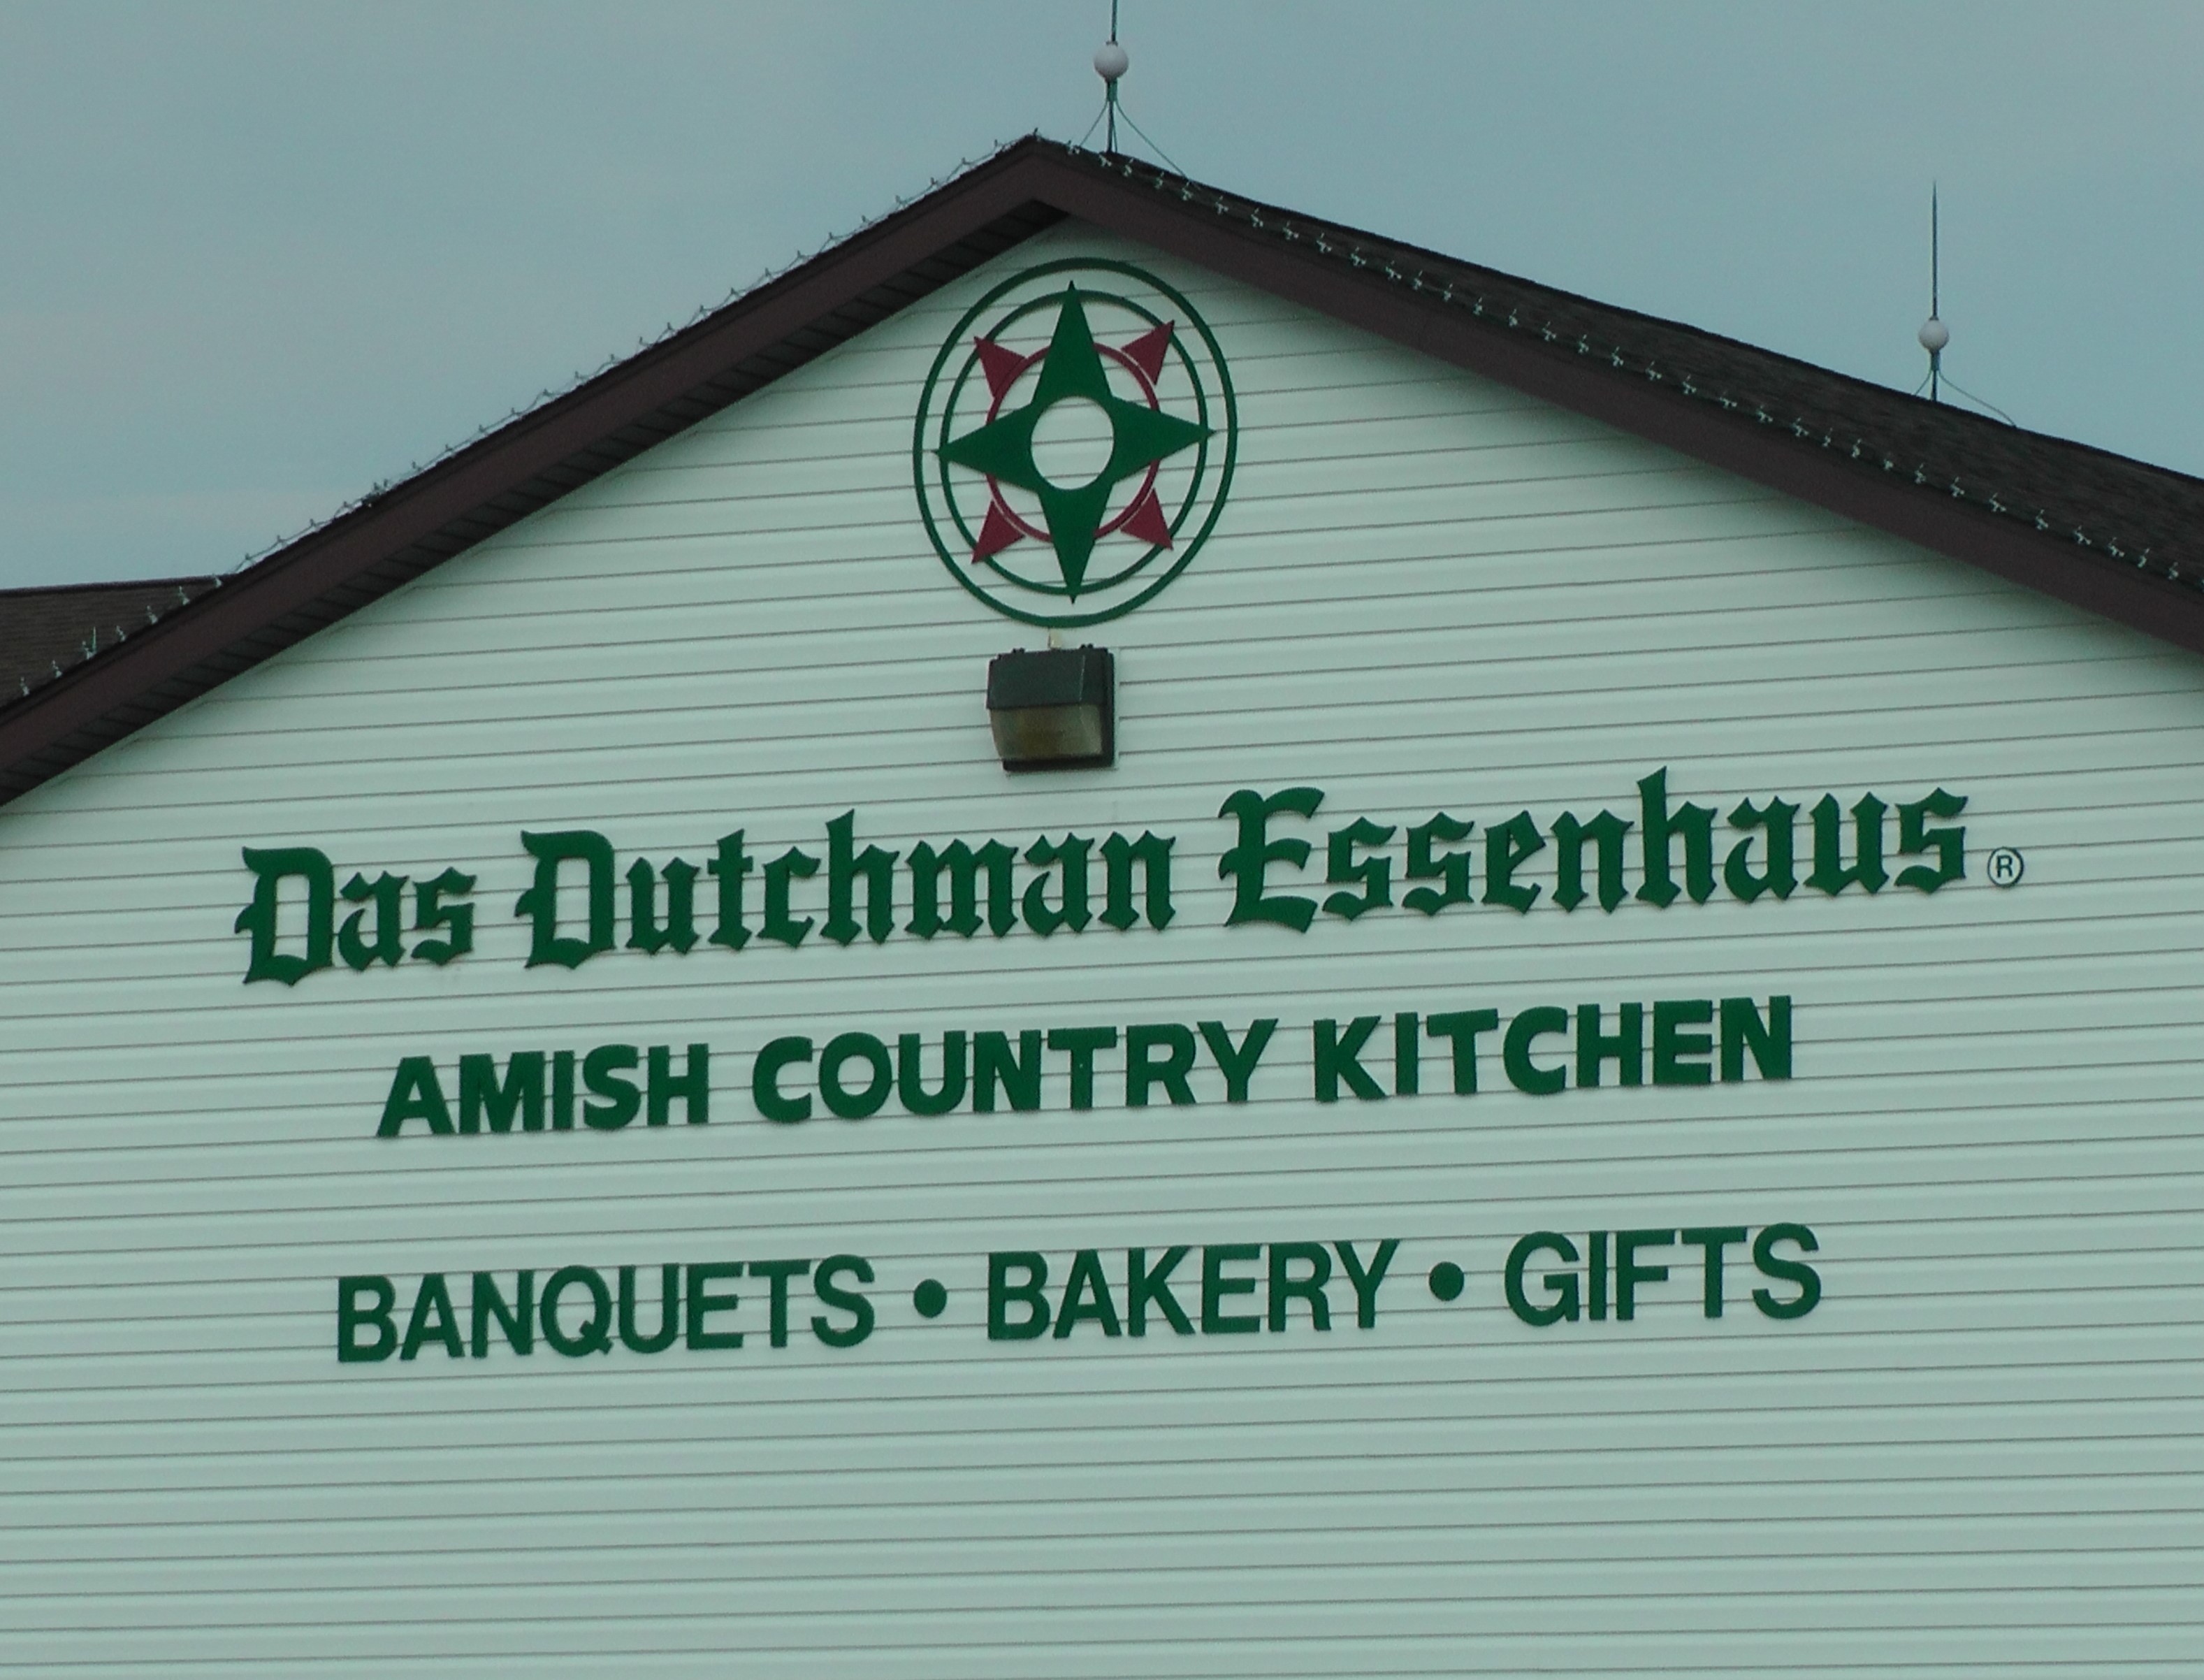 Das Dutchman Essenhaus ®
AMISH COUNTRY KITCHEN
BANQUETS • BAKERY • GIFTS